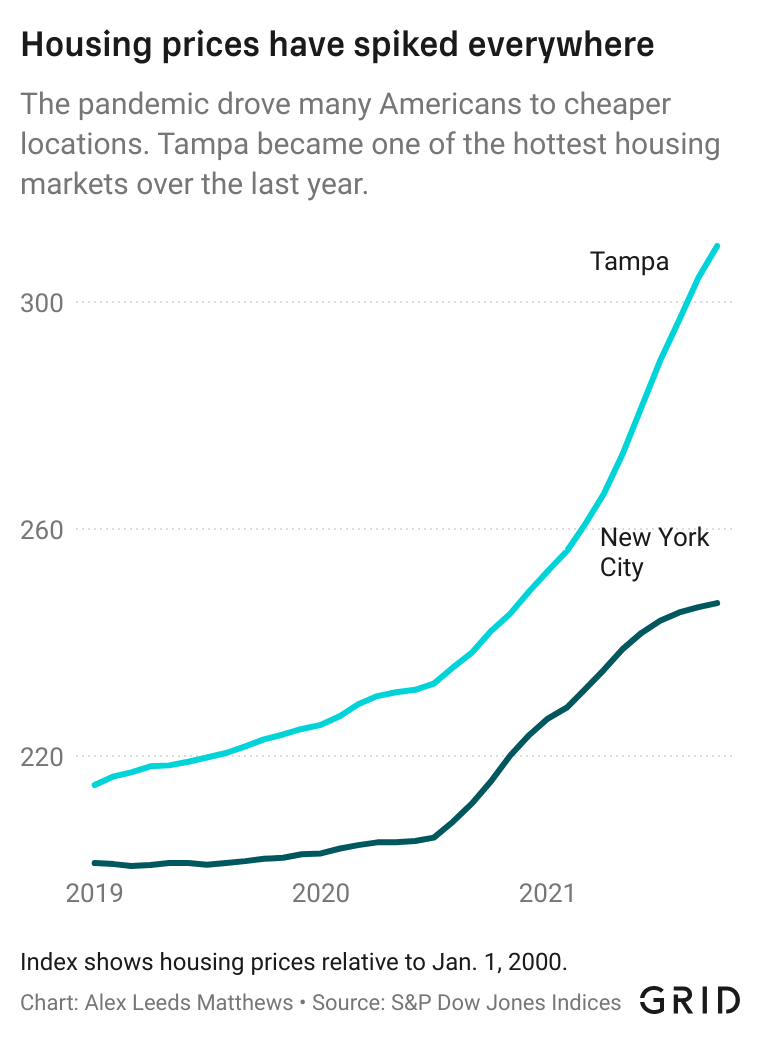 Housing prices have spiked everywhere
The pandemic drove many Americans to cheaper
locations. Tampa became one of the hottest housing
markets over the last year.
Tampa
300
260
New York
City
220
2019
2020
2021
Index shows housing prices relative to Jan. 1, 2000.
Chart: Alex Leeds Matthews • Source: S&P Dow Jones Indices
GRID